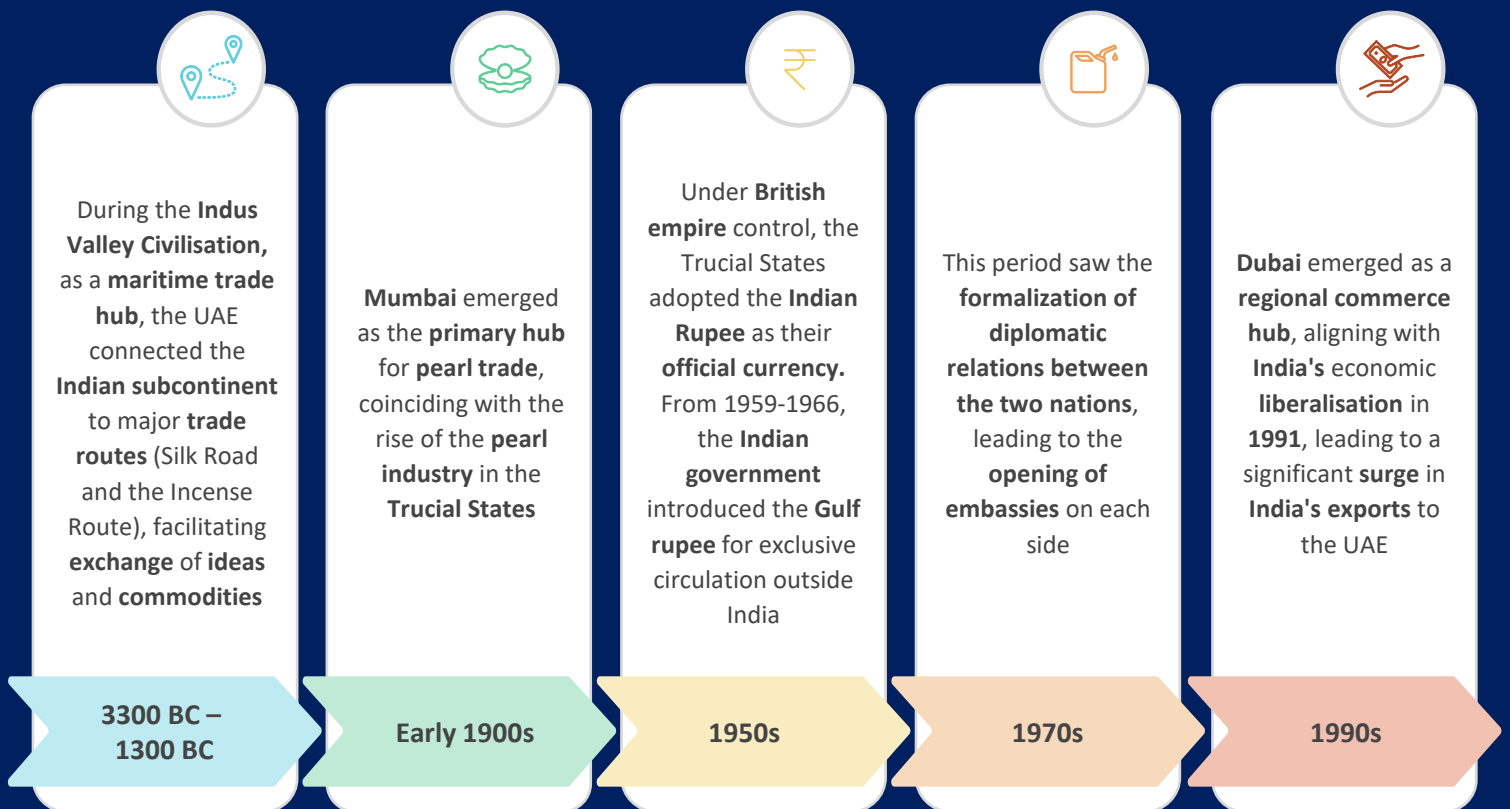 During the Indus
Valley Civilisation,
as a maritime trade
hub, the UAE
connected the
Indian subcontinent
to major trade
routes (Silk Road
and the Incense
Route), facilitating
exchange of ideas
and commodities
3300 BC –
1300 BC
Mumbai emerged
as the primary hub
for pearl trade,
coinciding with the
rise of the pearl
industry in the
Trucial States
Early 1900s
₹
Under British
empire control, the
Trucial States
adopted the Indian
Rupee as their
official currency.
From 1959-1966,
the Indian
government
introduced the Gulf
rupee for exclusive
circulation outside
India
1950s
This period saw the
formalization of
diplomatic
relations between
the two nations,
leading to the
opening of
embassies on each
side
1970s
Dubai emerged as a
regional commerce
hub, aligning with
India's economic
liberalisation in
1991, leading to a
significant surge in
India's exports to
the UAE
1990s